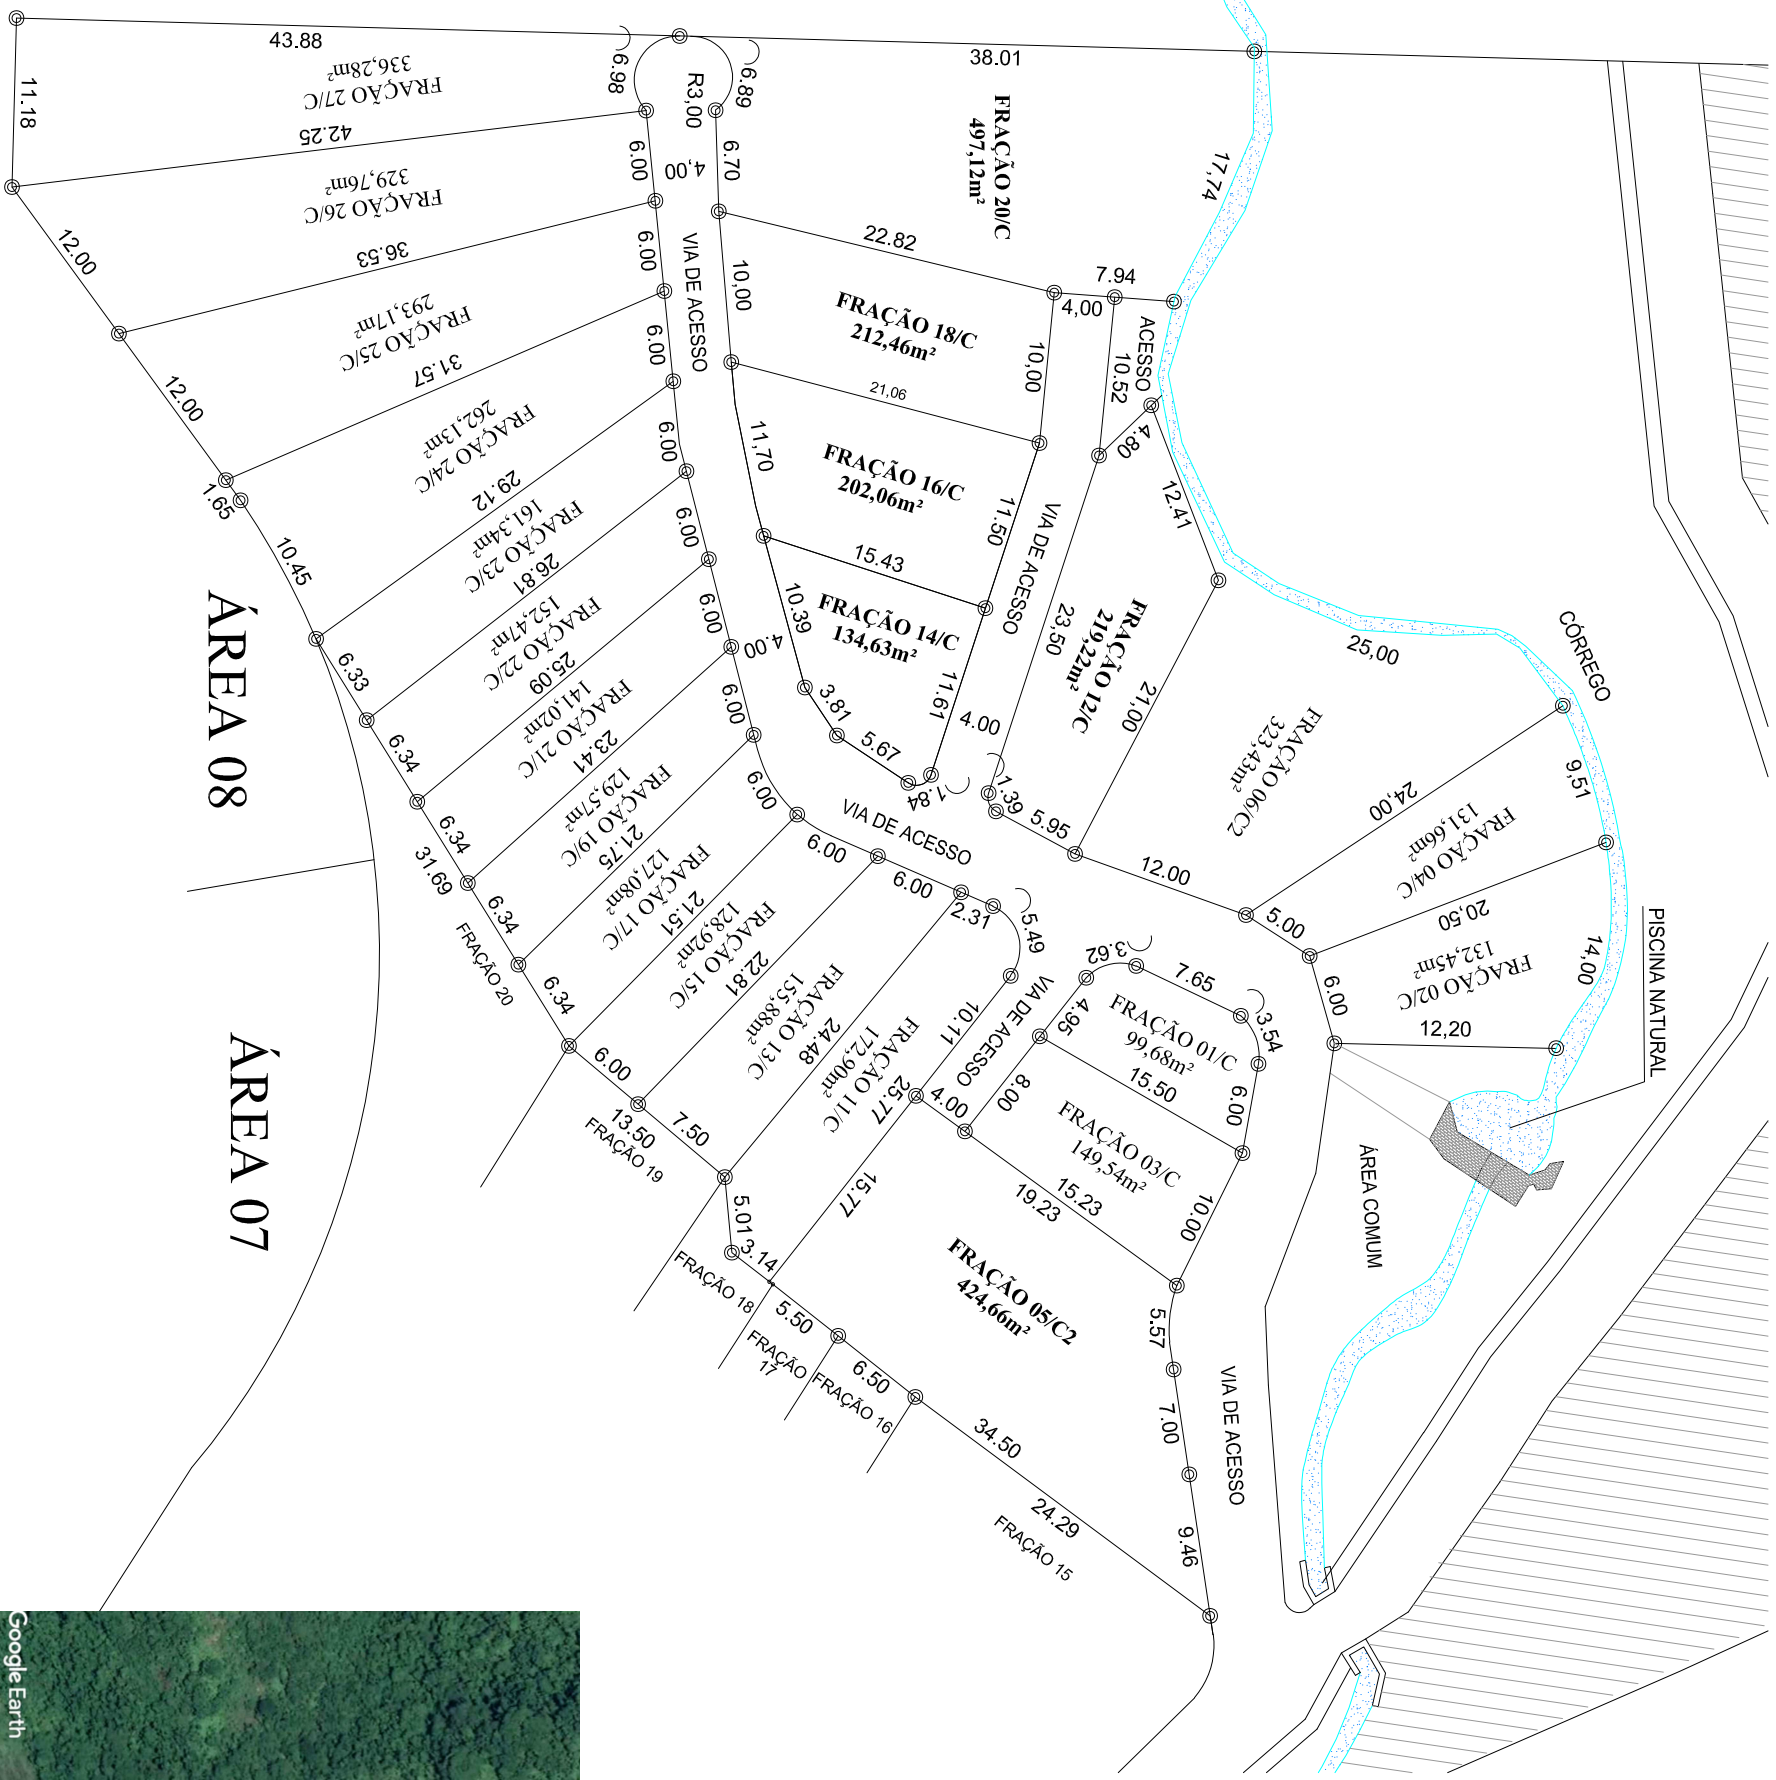 43.88
38.01
11.18
FRAÇÃO 27/C
336,28m²
6.98
R3,00
6.89
42.25
6.00
4,00
6.70
FRAÇÃO 20/C
497,12m²
17,74
FRAÇÃO 26/C
329,76m²
12.00
36.53
6.00
VIA DE ACESSO
10,00
22.82
7.94
4,00
FRAÇÃO 18/C
212,46m²
10,00
ACESSO
10.52
FRAÇÃO 25/C
293,17m²
12.00
31.57
6.00
21,06
4.80
11,70
FRAÇÃO 16/C
202,06m²
11.50
VIA DE ACESSO
12.41
FRAÇÃO 24/C
262,13m²
1.65
29.12
6.00
10.45
FRAÇÃO 23/C
161,34m²
26.81
6.00
15.43
23,50
FRAÇÃO 12/C
219,22m²
21,00
25,00
CÓRREGO
ÁREA 08
FRAÇÃO 22/C
152,47m²
25.09
6.00
4.00
10.39
FRAÇÃO 14/C
134,63m²
11.61
4.00
6.33
FRAÇÃO 21/C
141,02m²
23.41
6.00
3.81
5.67
1.84
1.39
5.95
FRAÇÃO 06/C2
323,43m²
24,00
9,51
6.34
FRAÇÃO 19/C
129,57m²
21.75
6.00
VIA DE ACESSO
12.00
FRAÇÃO 04/C
131,66m²
6.34
31.69
FRAÇÃO 17/C
127,08m²
21.51
6.00
6.00
2.31
5.49
5.00
20,50
6.34
FRAÇÃO 20
FRAÇÃO 15/C
128,92m²
22.81
3.62
7.65
6.00
FRAÇÃO 02/C
132,45m²
14,00
PISCINA NATURAL
6.34
FRAÇÃO 13/C
155,88m²
24.48
10.11
VIA DE ACESSO
4.95
FRAÇÃO 01/C
99,68m²
3.54
12,20
ÁREA 07
6.00
FRAÇÃO 11/C
172,90m²
25.77
4.00
8.00
15.50
6.00
13.50
7.50
FRAÇÃO 19
FRAÇÃO 03/C
149,54m²
15.23
19.23
10.00
ÁREA COMUM
5.01
3.14
15.77
FRAÇÃO 18
5.50
FRAÇÃO
17
FRAÇÃO 05/C2
424,66m²
5.57
6.50
FRAÇÃO 16
7.00
VIA DE ACESSO
34.50
24.29
FRAÇÃO 15
9.46
Google Earth